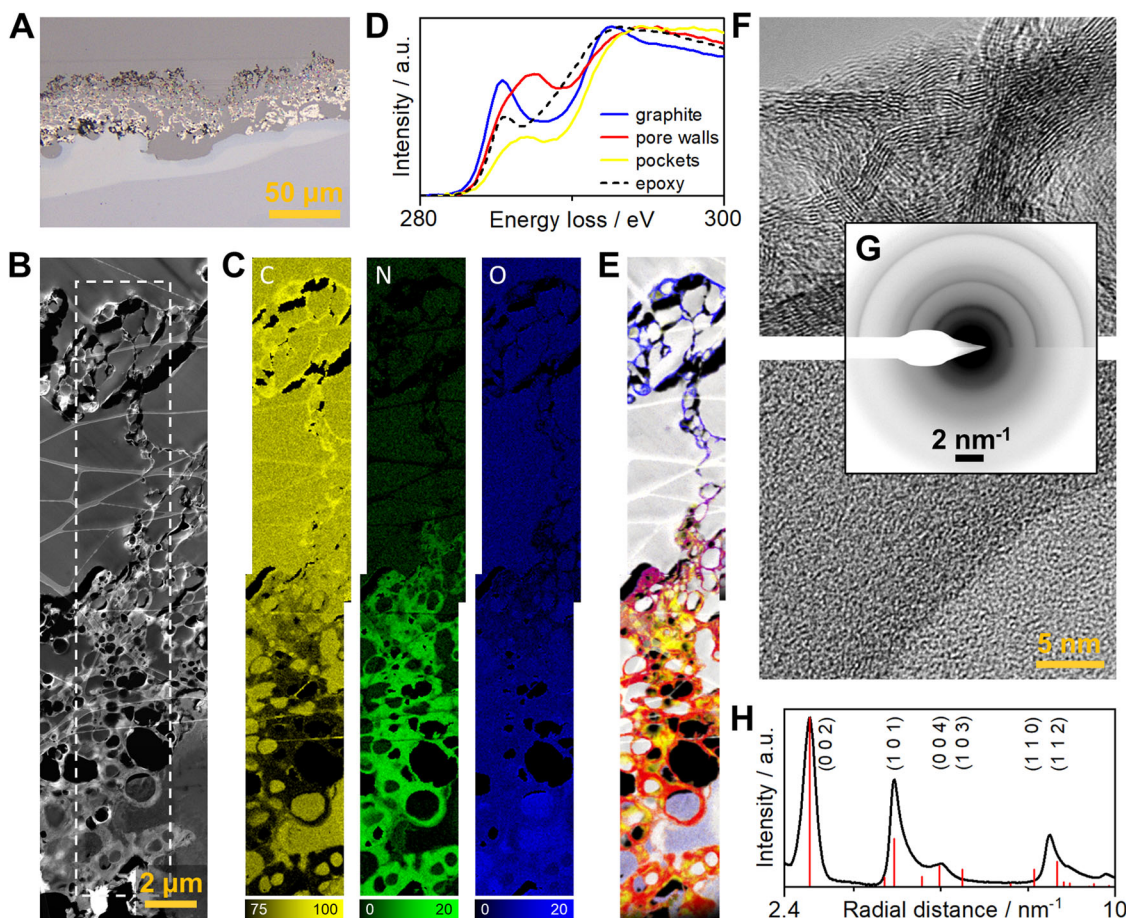 A
50 µm
B
2 µm
C
C
N
O
75 100
0 20
0 20
D
Intensity / a.u.
graphite
pore walls
pockets
epoxy
280 300
Energy loss / eV
E
F
G
2 nm⁻¹
5 nm
H
Intensity / a.u.
(0 0 2)
(1 0 1)
(0 0 4)
(1 0 3)
(1 1 0)
(1 1 2)
2.4 10
Radial distance / nm⁻¹